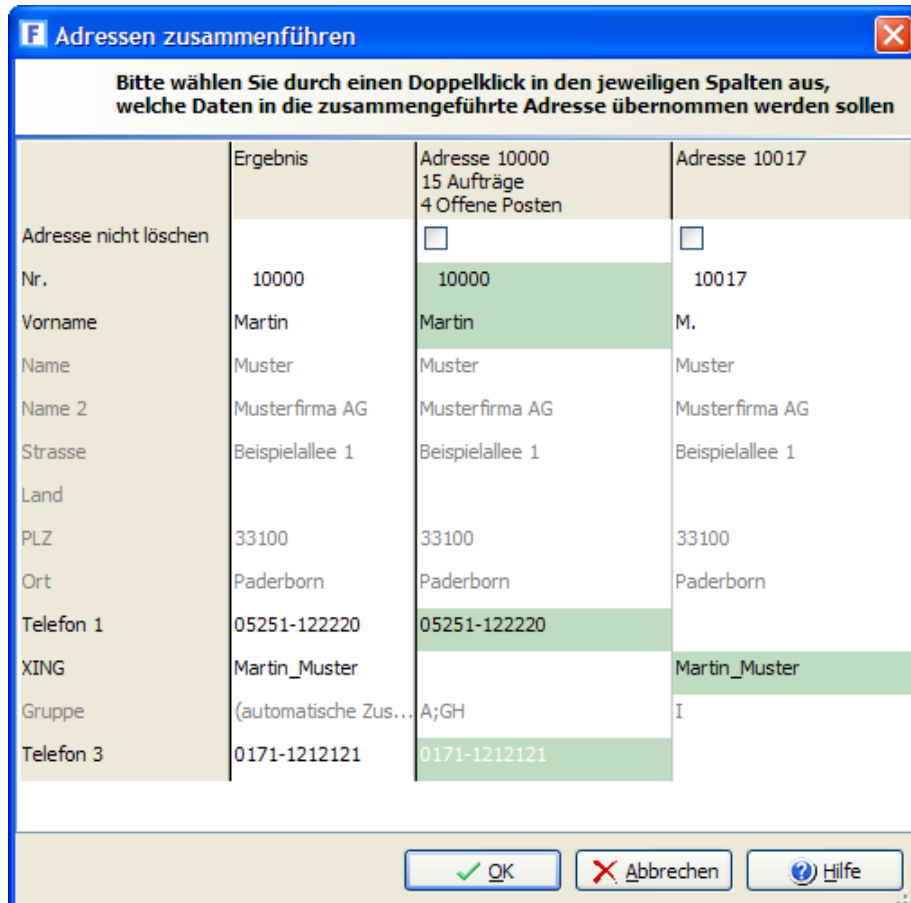 F Adressen zusammenführen
Bitte wählen Sie durch einen Doppelklick in den jeweiligen Spalten aus,
welche Daten in die zusammengeführte Adresse übernommen werden sollen
Ergebnis Adresse 10000 Adresse 10017
15 Aufträge
4 Offene Posten
Adresse nicht löschen
Nr. 10000 10000 10017
Vorname Martin Martin M.
Name Muster Muster Muster
Name 2 Musterfirma AG Musterfirma AG Musterfirma AG
Strasse Beispielallee 1 Beispielallee 1 Beispielallee 1
Land
PLZ 33100 33100 33100
Ort Paderborn Paderborn Paderborn
Telefon 1 05251-122220 05251-122220
XING Martin_Muster Martin_Muster
Gruppe (automatische Zus... A;GH I
Telefon 3 0171-1212121 0171-1212121
OK Abbrechen Hilfe